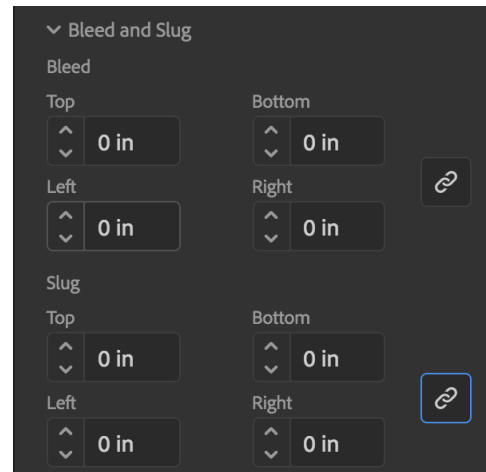 Bleed and Slug
Bleed
Top Bottom
0 in 0 in
Left Right
0 in 0 in
Slug
Top Bottom
0 in 0 in
Left Right
0 in 0 in